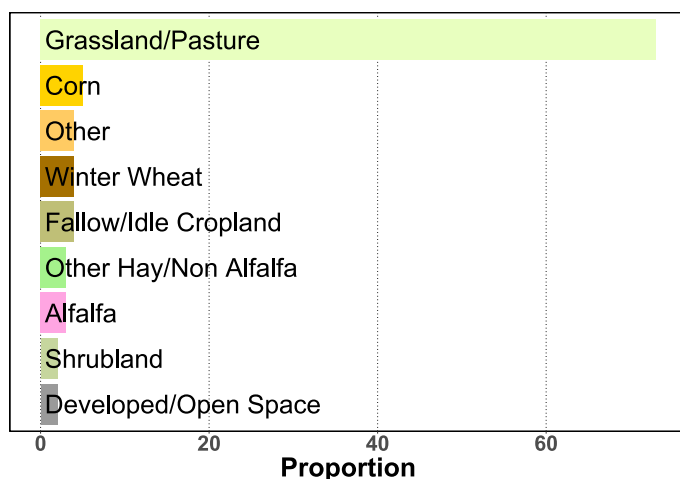 Grassland/Pasture
Corn
Other
Winter Wheat
Fallow/Idle Cropland
Other Hay/Non Alfalfa
Alfalfa
Shrubland
Developed/Open Space
0 20 40 60
Proportion